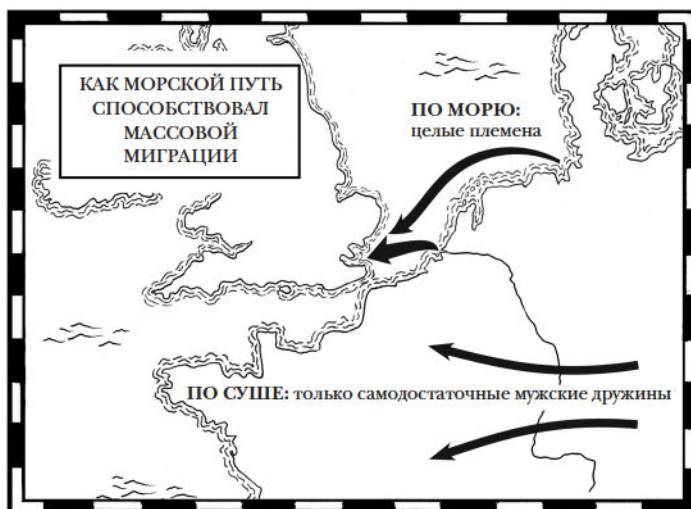 КАК МОРСКОЙ ПУТЬ
СПОСОБСТВОВАЛ
МАССОВОЙ
МИГРАЦИИ
ПО МОРЮ:
целые племена
ПО СУШЕ: только самодостаточные мужские дружины